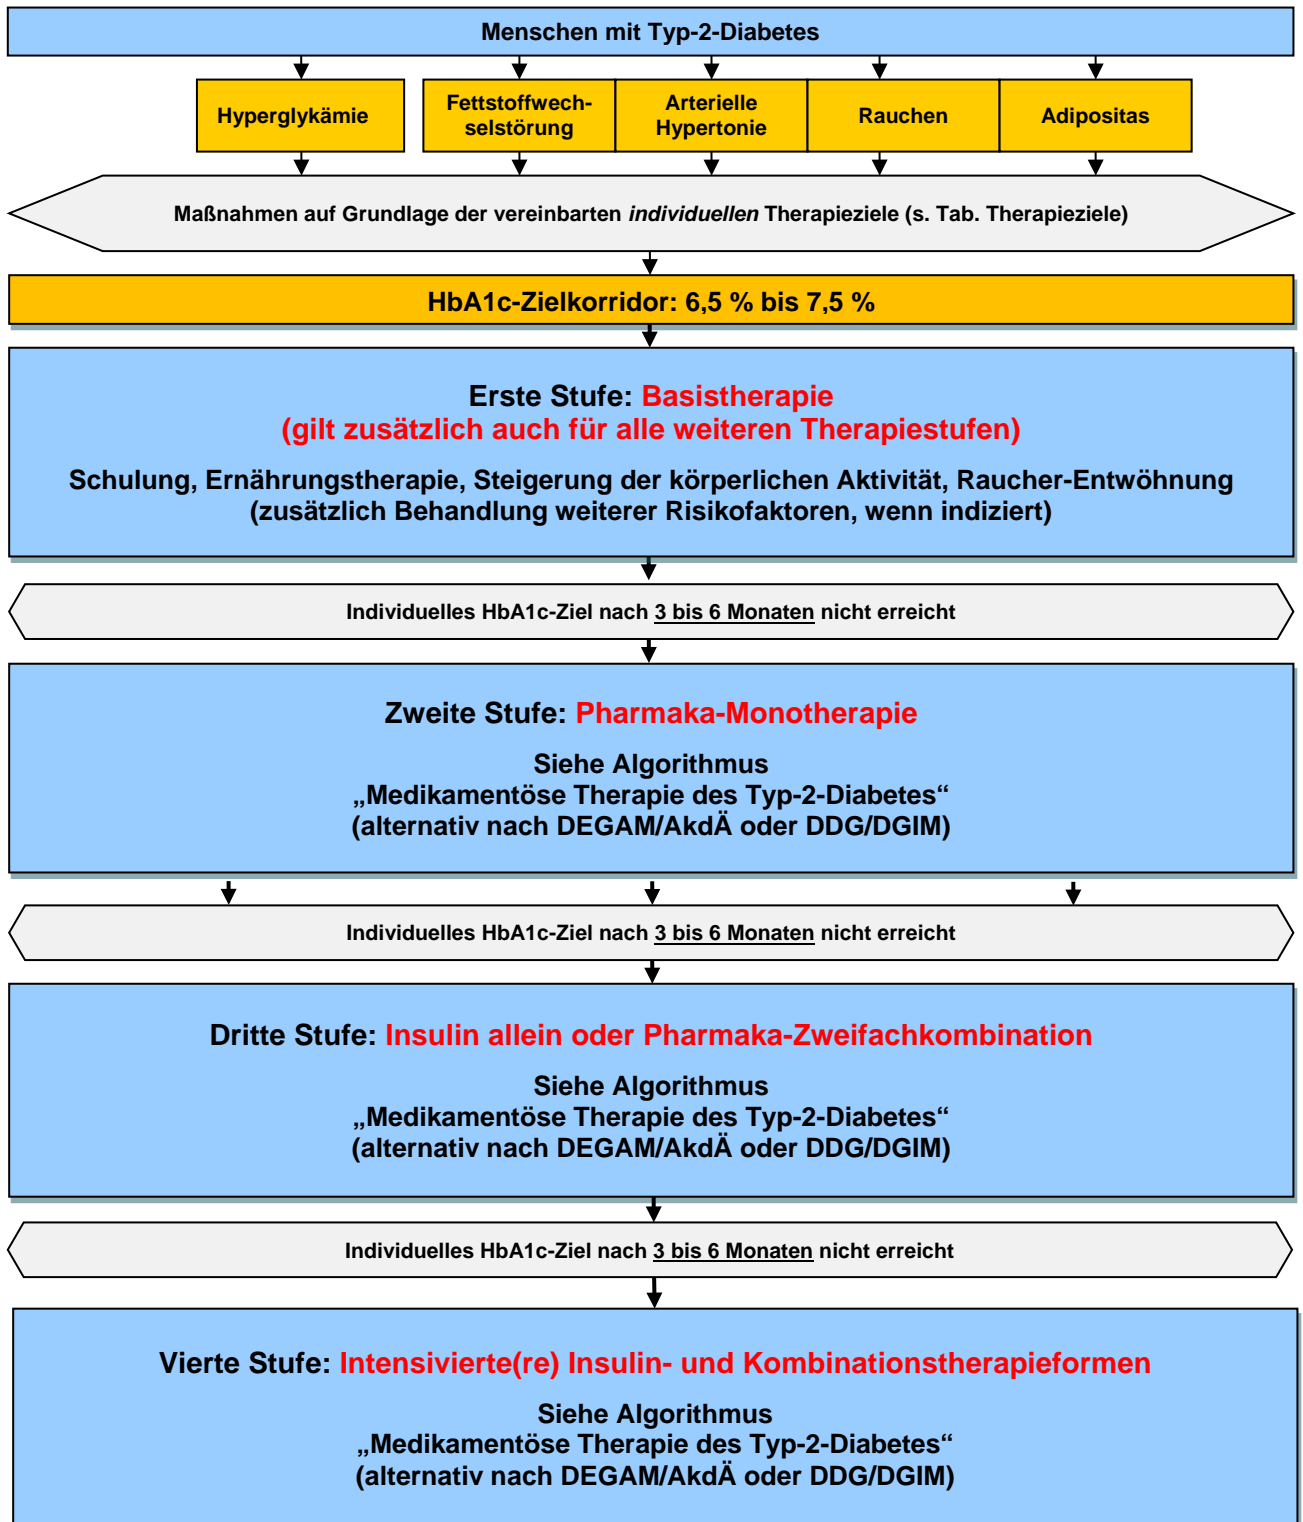 Menschen mit Typ-2-Diabetes
Hyperglykämie
Fettstoffwech-
selstörung
Arterielle
Hypertonie
Rauchen
Adipositas
Maßnahmen auf Grundlage der vereinbarten individuellen Therapieziele (s. Tab. Therapieziele)
HbA1c-Zielkorridor: 6,5 % bis 7,5 %
Erste Stufe: Basistherapie
(gilt zusätzlich auch für alle weiteren Therapiestufen)
Schulung, Ernährungstherapie, Steigerung der körperlichen Aktivität, Raucher-Entwöhnung
(zusätzlich Behandlung weiterer Risikofaktoren, wenn indiziert)
Individuelles HbA1c-Ziel nach 3 bis 6 Monaten nicht erreicht
Zweite Stufe: Pharmaka-Monotherapie
Siehe Algorithmus
„Medikamentöse Therapie des Typ-2-Diabetes“
(alternativ nach DEGAM/AkdÄ oder DDG/DGIM)
Individuelles HbA1c-Ziel nach 3 bis 6 Monaten nicht erreicht
Dritte Stufe: Insulin allein oder Pharmaka-Zweifachkombination
Siehe Algorithmus
„Medikamentöse Therapie des Typ-2-Diabetes“
(alternativ nach DEGAM/AkdÄ oder DDG/DGIM)
Individuelles HbA1c-Ziel nach 3 bis 6 Monaten nicht erreicht
Vierte Stufe: Intensivierte(re) Insulin- und Kombinationstherapieformen
Siehe Algorithmus
„Medikamentöse Therapie des Typ-2-Diabetes“
(alternativ nach DEGAM/AkdÄ oder DDG/DGIM)